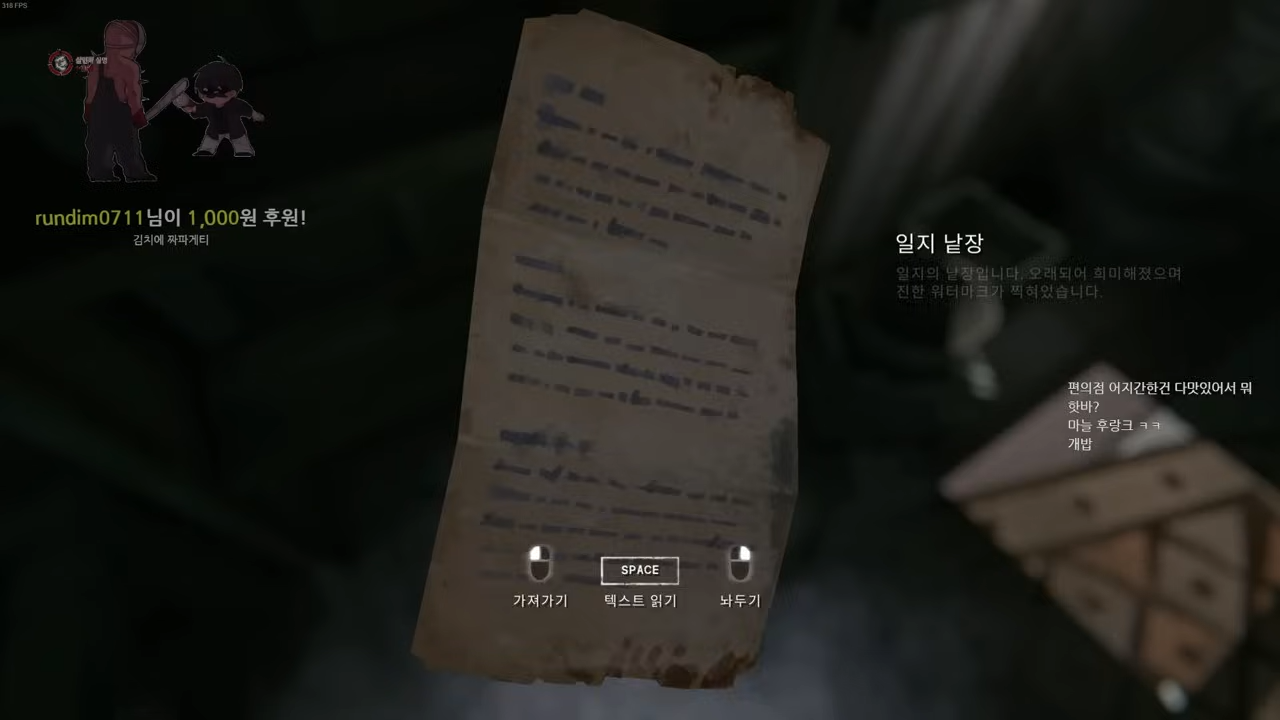 318 FPS
rundim0711님이 1,000원 후원!
김치에 짜파게티
일지 낱장
일지의 낱장입니다. 오래되어 희미해졌으며
진한 워터마크가 찍혀있습니다.
편의점 어지간한건 다맛있어서 뭐
핫바?
마늘 후랑크 ㅋㅋ
개밥
SPACE
가져가기
텍스트 읽기
놔두기